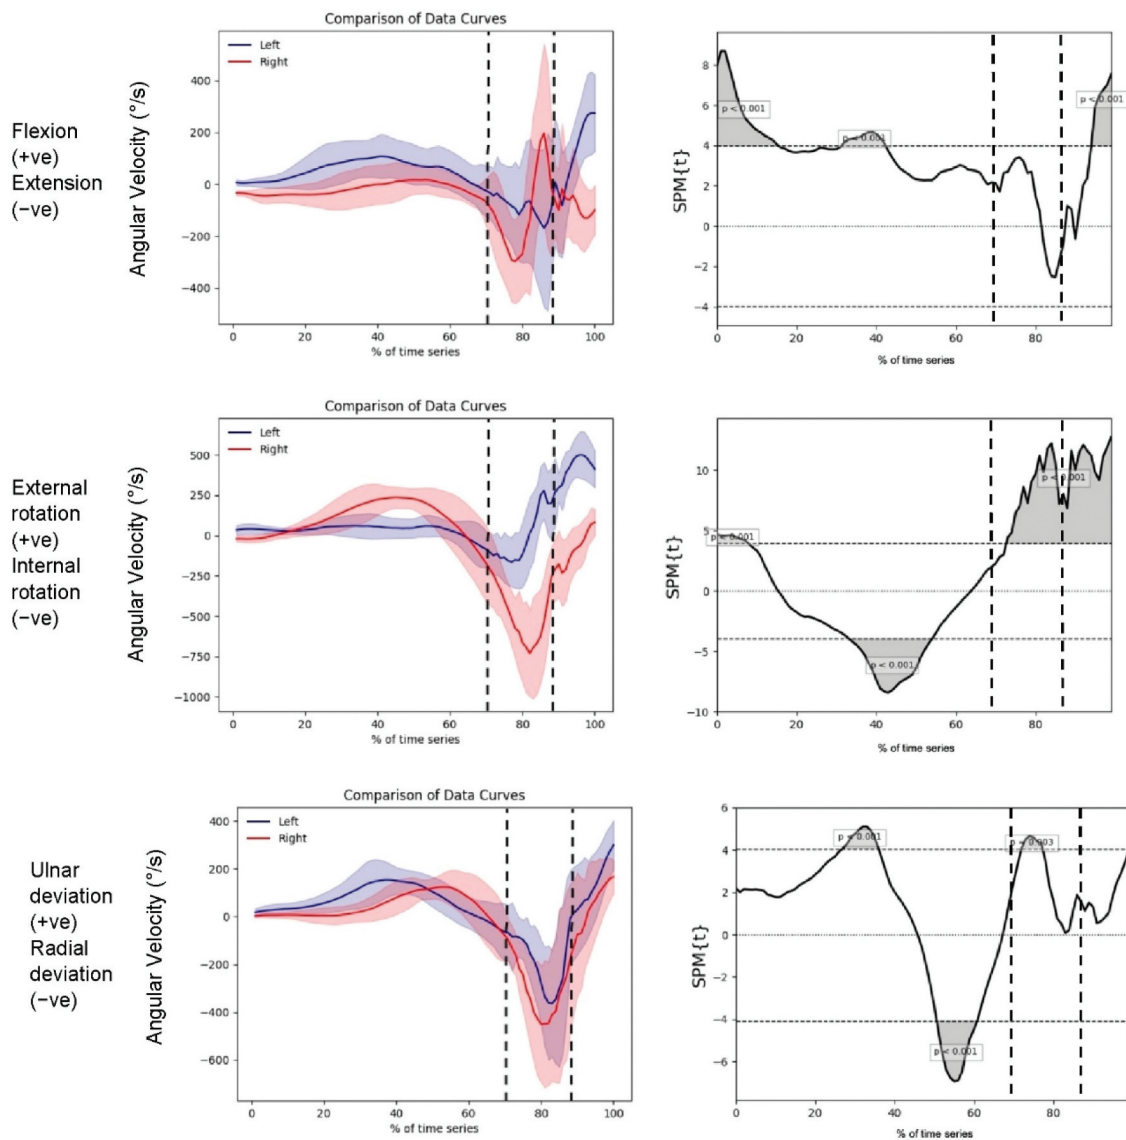 Comparison of Data Curves
Flexion
(+ve)
Extension
(−ve)
Angular Velocity (°/s)
400
200
0
−200
−400
Left
Right
0 20 40 60 80 100
% of time series
SPM{t}
8
6
4
2
0
−2
−4
p < 0.001
p < 0.001
p < 0.001
0 20 40 60 80
% of time series
Comparison of Data Curves
External
rotation
(+ve)
Internal
rotation
(−ve)
Angular Velocity (°/s)
500
250
0
−250
−500
−750
−1000
Left
Right
0 20 40 60 80 100
% of time series
SPM{t}
10
5
0
−5
−10
p < 0.001
p < 0.001
p < 0.001
0 20 40 60 80
% of time series
Comparison of Data Curves
Ulnar
deviation
(+ve)
Radial
deviation
(−ve)
Angular Velocity (°/s)
400
200
0
−200
−400
−600
Left
Right
0 20 40 60 80 100
% of time series
SPM{t}
6
4
2
0
−2
−4
−6
p < 0.001
p < 0.001
p = 0.003
0 20 40 60 80
% of time series